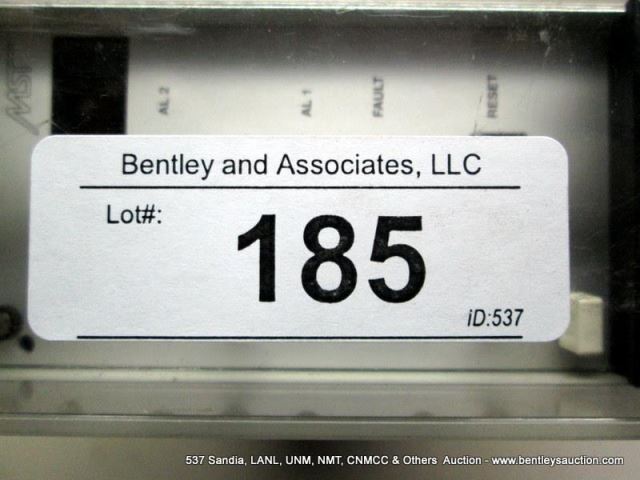 AL 2
AL 1
FAULT
RESET
Bentley and Associates, LLC
Lot#:
185
iD:537
537 Sandia, LANL, UNM, NMT, CNMCC & Others Auction - www.bentleysauction.com